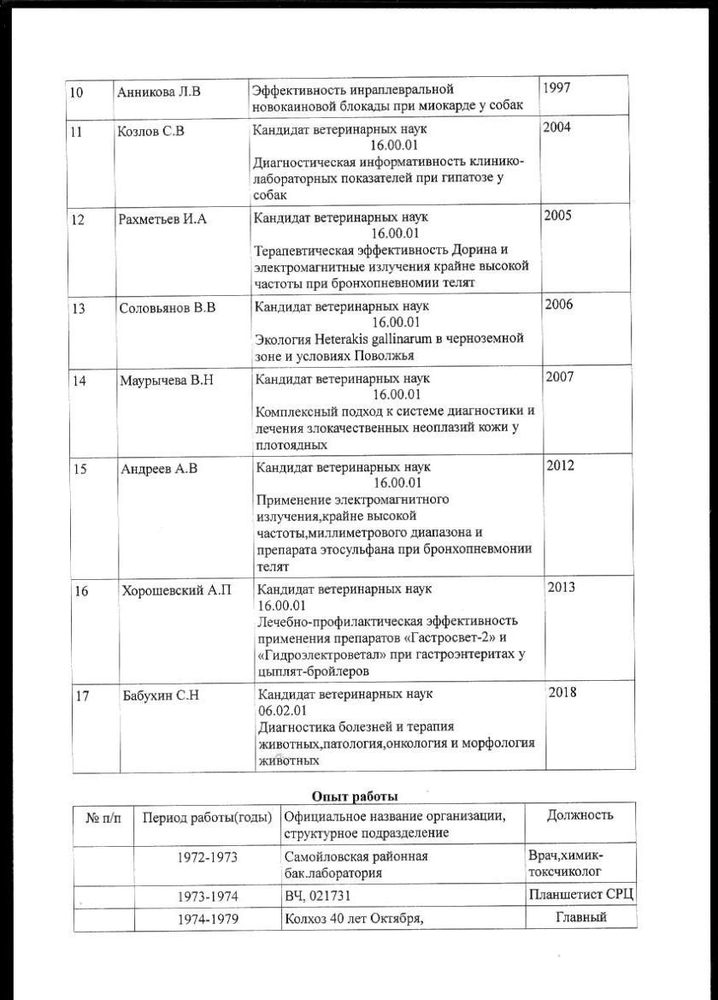 10 Анникова Л.В Эффективность инраплевральной 1997
новокаиновой блокады при миокарде у собак
11 Козлов С.В Кандидат ветеринарных наук 2004
16.00.01
Диагностическая информативность клинико-
лабораторных показателей при гипатозе у
собак
12 Рахметьев И.А Кандидат ветеринарных наук 2005
16.00.01
Терапевтическая эффективность Дорина и
электромагнитные излучения крайне высокой
частоты при бронхопневномии телят
13 Соловьянов В.В Кандидат ветеринарных наук 2006
16.00.01
Экология Heterakis gallinarum в черноземной
зоне и условиях Поволжья
14 Маурычева В.Н Кандидат ветеринарных наук 2007
16.00.01
Комплексный подход к системе диагностики и
лечения злокачественных неоплазий кожи у
плотоядных
15 Андреев А.В Кандидат ветеринарных наук 2012
16.00.01
Применение электромагнитного
излучения,крайне высокой
частоты,миллиметрового диапазона и
препарата этосульфана при бронхопневмонии
телят
16 Хорошевский А.П Кандидат ветеринарных наук 2013
16.00.01
Лечебно-профилактическая эффективность
применения препаратов «Гастросвет-2» и
«Гидроэлектроветал» при гастроэнтеритах у
цыплят-бройлеров
17 Бабухин С.Н Кандидат ветеринарных наук 2018
06.02.01
Диагностика болезней и терапия
животных,патология,онкология и морфология
животных
Опыт работы
№ п/п Период работы(годы) Официальное название организации, Должность
структурное подразделение
1972-1973 Самойловская районная Врач,химик-
бак.лаборатория токсчиколог
1973-1974 ВЧ, 021731 Планшетист СРЦ
1974-1979 Колхоз 40 лет Октября, Главный